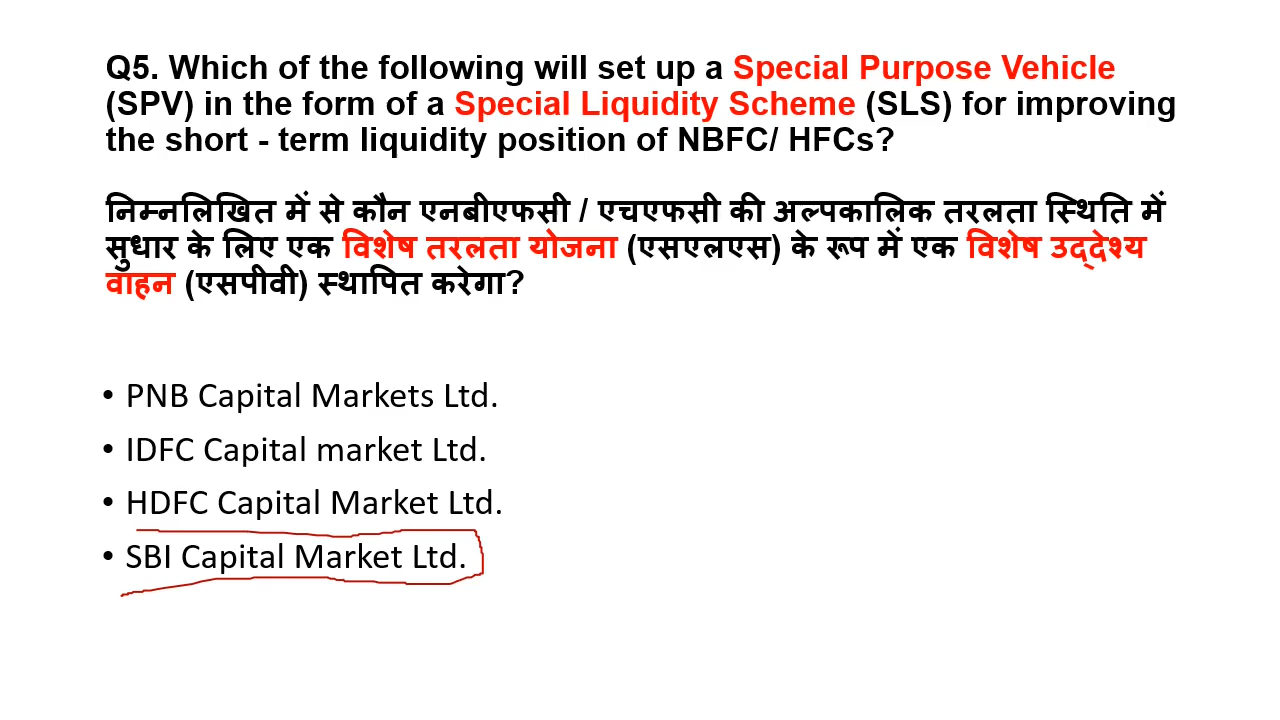 Q5. Which of the following will set up a Special Purpose Vehicle
(SPV) in the form of a Special Liquidity Scheme (SLS) for improving
the short - term liquidity position of NBFC/ HFCs?
निम्नलिखित में से कौन एनबीएफसी / एचएफसी की अल्पकालिक तरलता स्थिति में
सुधार के लिए एक विशेष तरलता योजना (एसएलएस) के रूप में एक विशेष उद्देश्य
वाहन (एसपीवी) स्थापित करेगा?
• PNB Capital Markets Ltd.
• IDFC Capital market Ltd.
• HDFC Capital Market Ltd.
• SBI Capital Market Ltd.